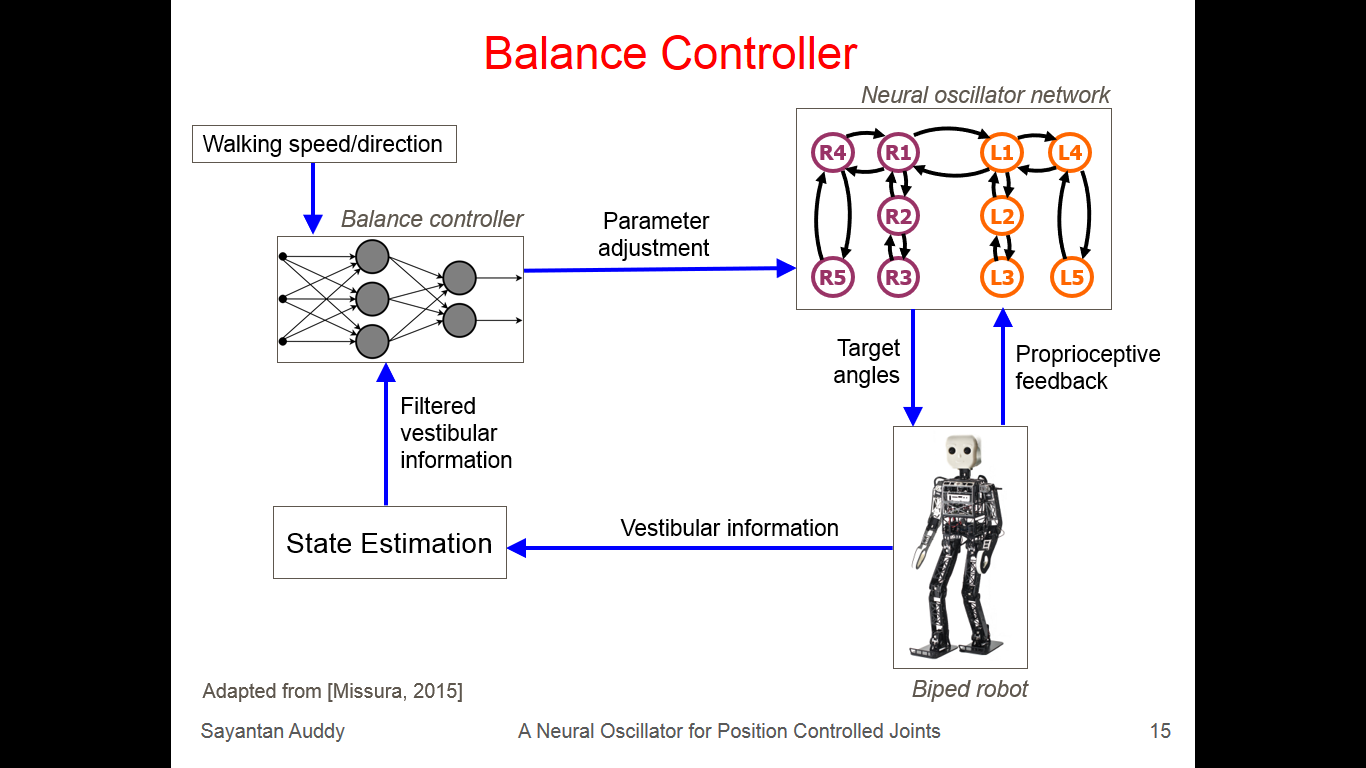 Balance Controller
Neural oscillator network
Walking speed/direction
Balance controller
Parameter
adjustment
R4 R1 L1 L4
R2 L2
R5 R3 L3 L5
Target
angles
Proprioceptive
feedback
Filtered
vestibular
information
State Estimation
Vestibular information
Biped robot
Adapted from [Missura, 2015]
Sayantan Auddy
A Neural Oscillator for Position Controlled Joints
15